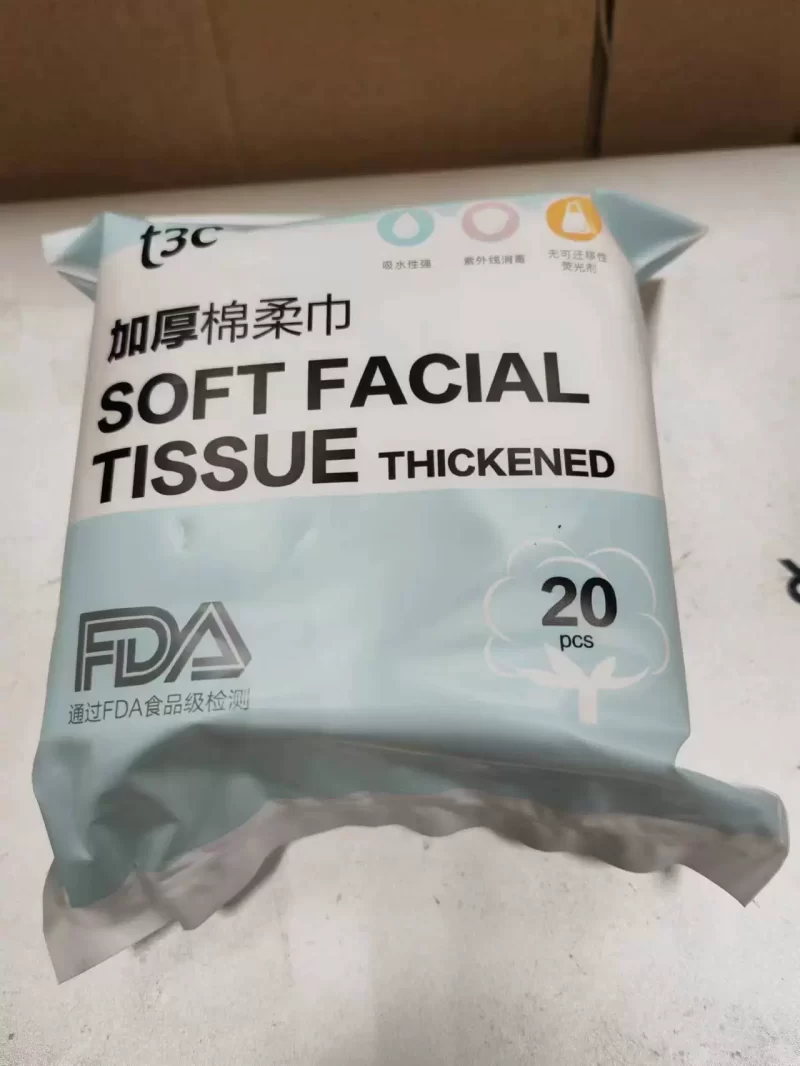 t3c
吸水性强
紫外线消毒
无可迁移性
荧光剂
加厚棉柔巾
SOFT FACIAL
TISSUE THICKENED
20
pcs
FDA
通过FDA食品级检测